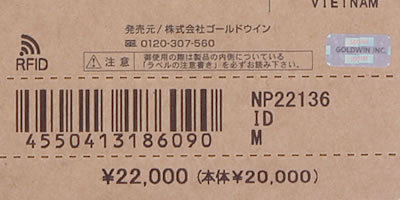 VIETNAM
発売元/株式会社ゴールドウイン
0120-307-560
RFID
注意
御使用の際は製品の内側についている
「ラベルの注意書き」を必ずお読み下さい。
GOLDWIN INC.
NP22136
ID
M
4550413186090
¥22,000 (本体¥20,000)